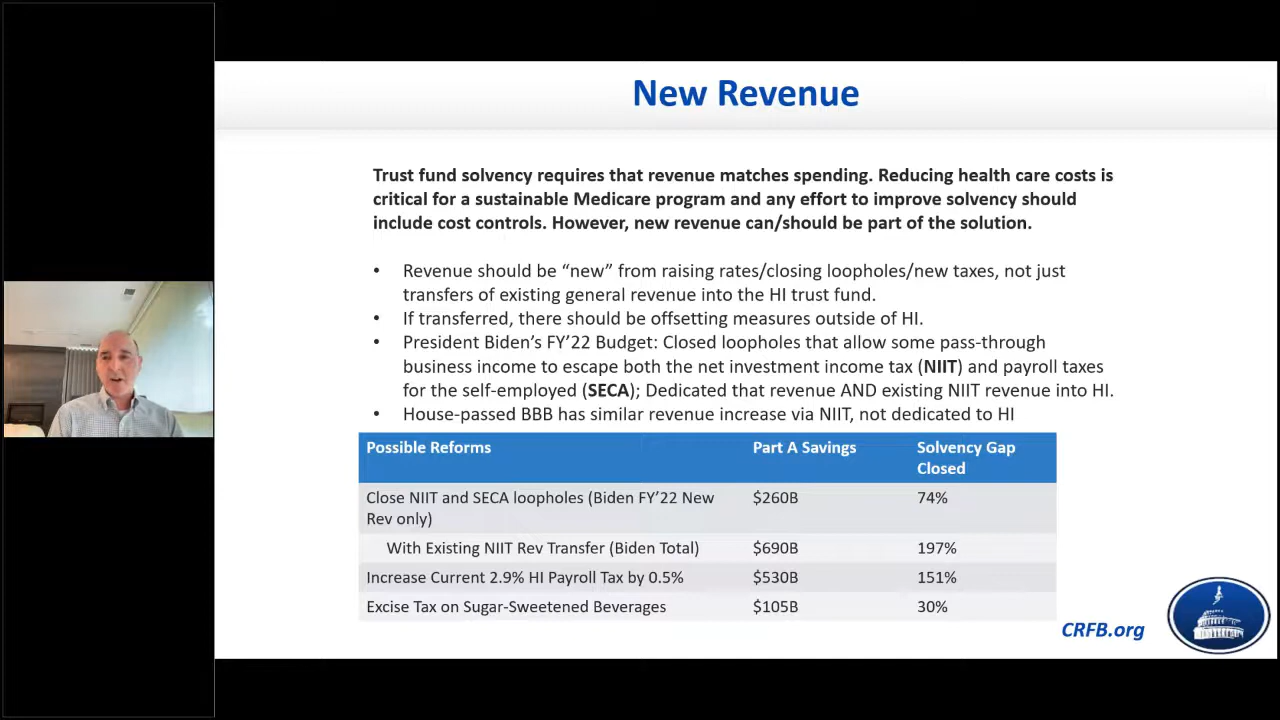 New Revenue
Trust fund solvency requires that revenue matches spending. Reducing health care costs is
critical for a sustainable Medicare program and any effort to improve solvency should
include cost controls. However, new revenue can/should be part of the solution.
• Revenue should be “new” from raising rates/closing loopholes/new taxes, not just
transfers of existing general revenue into the HI trust fund.
• If transferred, there should be offsetting measures outside of HI.
• President Biden’s FY’22 Budget: Closed loopholes that allow some pass-through
business income to escape both the net investment income tax (NIIT) and payroll taxes
for the self-employed (SECA); Dedicated that revenue AND existing NIIT revenue into HI.
• House-passed BBB has similar revenue increase via NIIT, not dedicated to HI
Possible Reforms Part A Savings Solvency Gap
Closed
Close NIIT and SECA loopholes (Biden FY’22 New $260B 74%
Rev only)
With Existing NIIT Rev Transfer (Biden Total) $690B 197%
Increase Current 2.9% HI Payroll Tax by 0.5% $530B 151%
Excise Tax on Sugar-Sweetened Beverages $105B 30%
CRFB.org